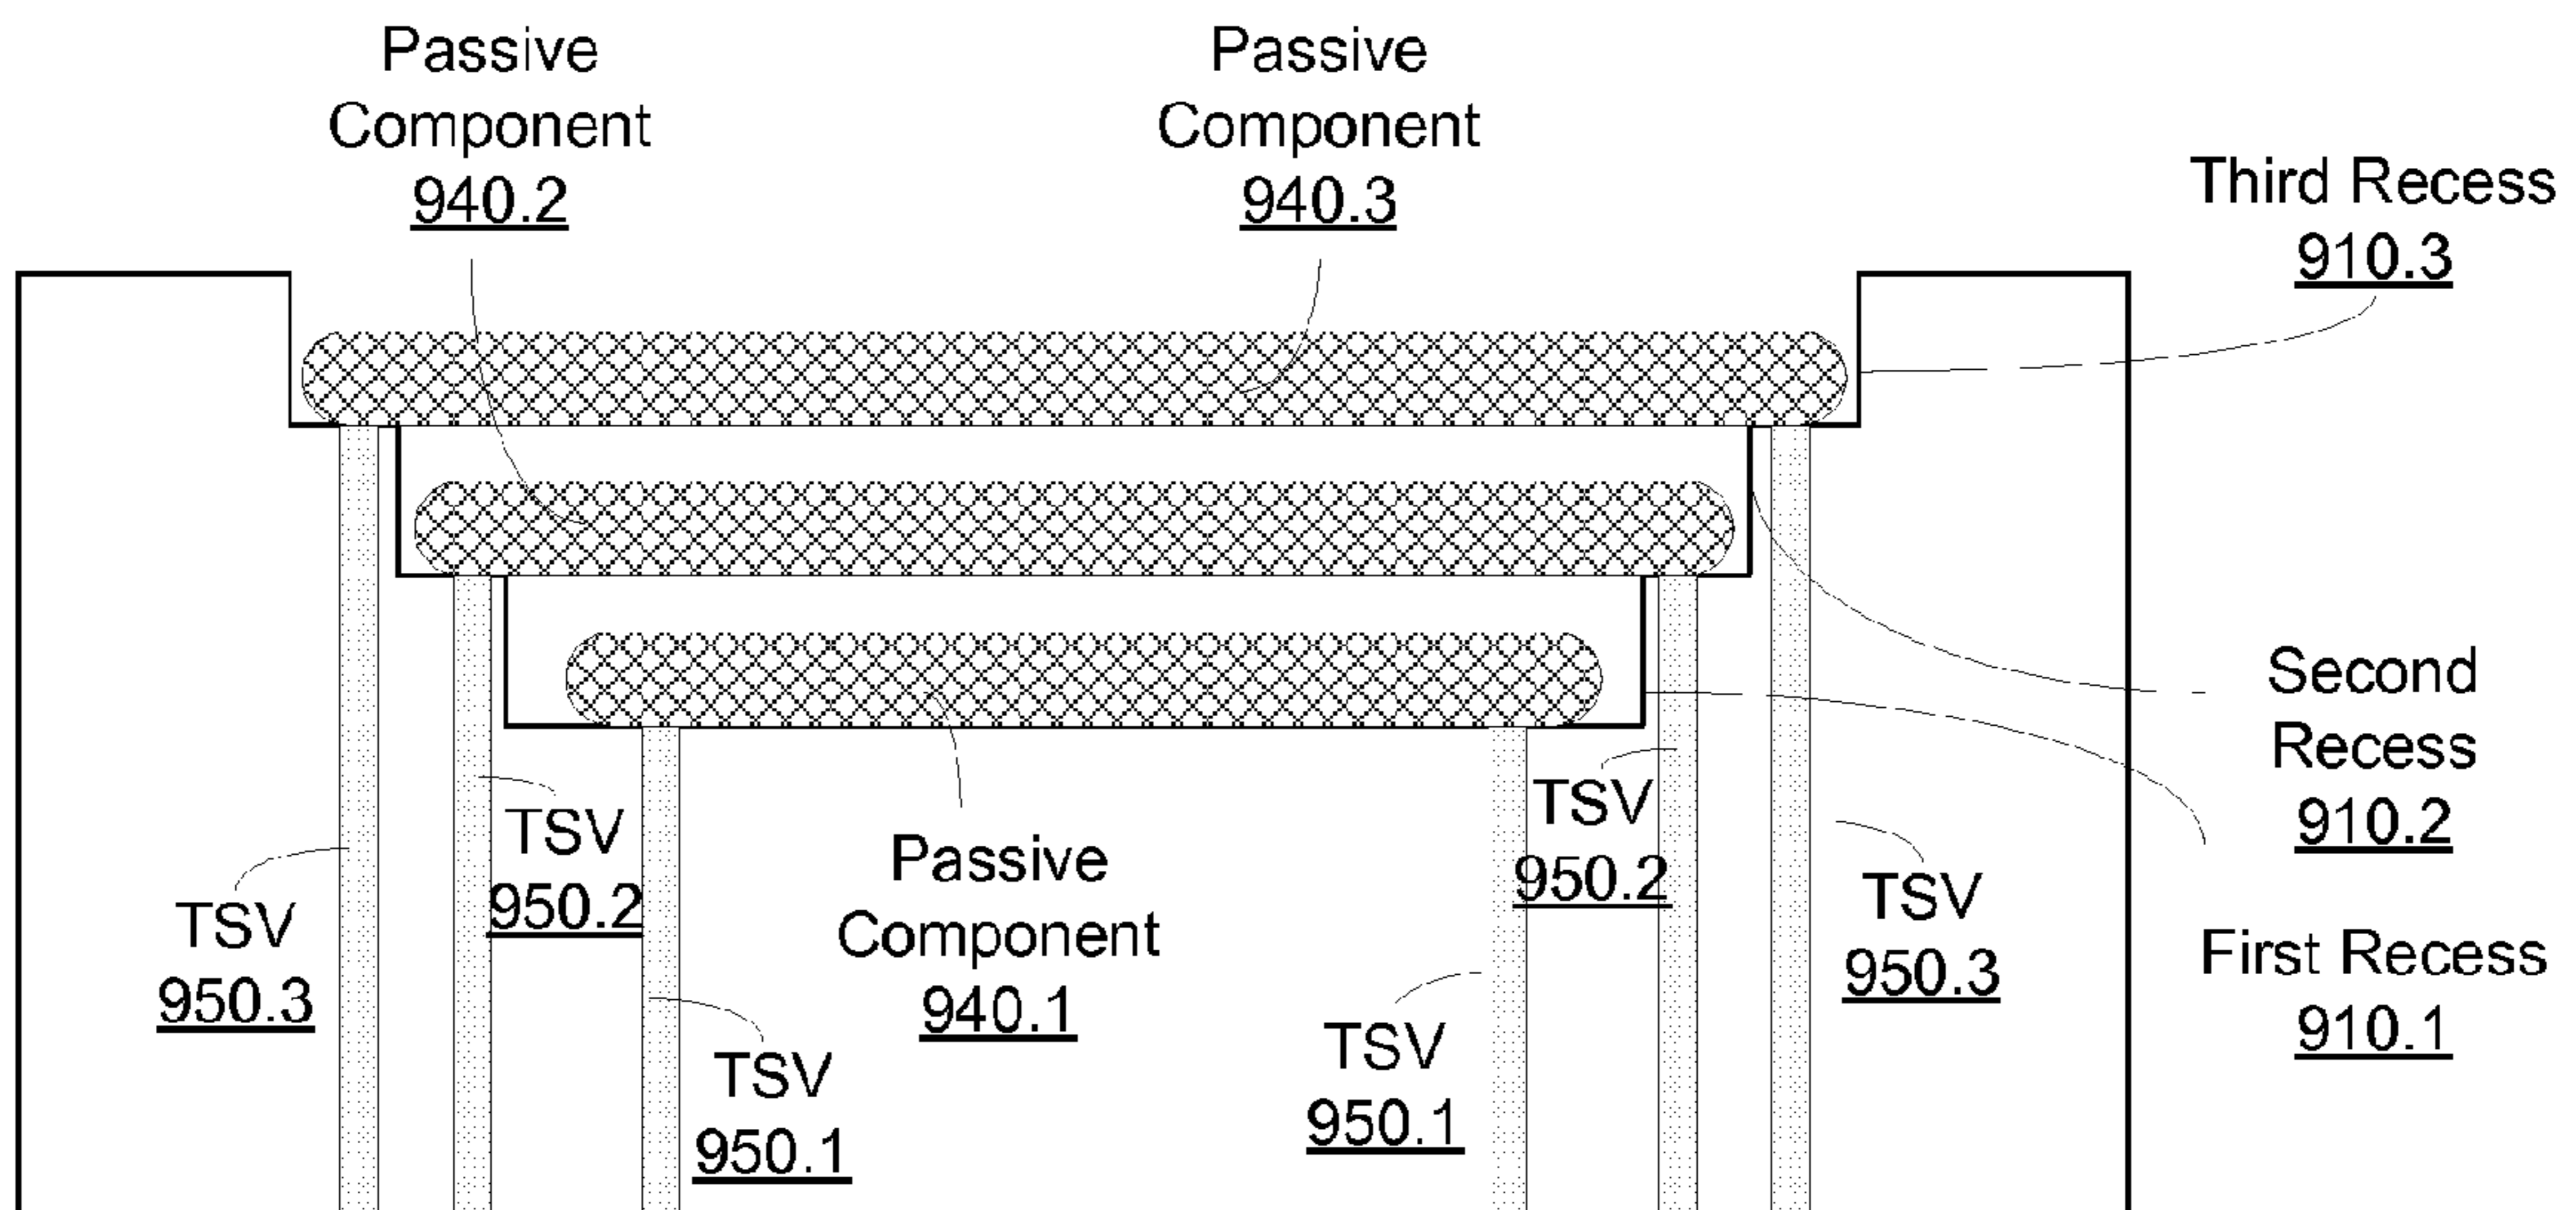 Passive
Component
940.2
Passive
Component
940.3
Third Recess
910.3
Second
Recess
910.2
First Recess
910.1
TSV
950.3
TSV
950.2
TSV
950.1
Passive
Component
940.1
TSV
950.1
TSV
950.2
TSV
950.3